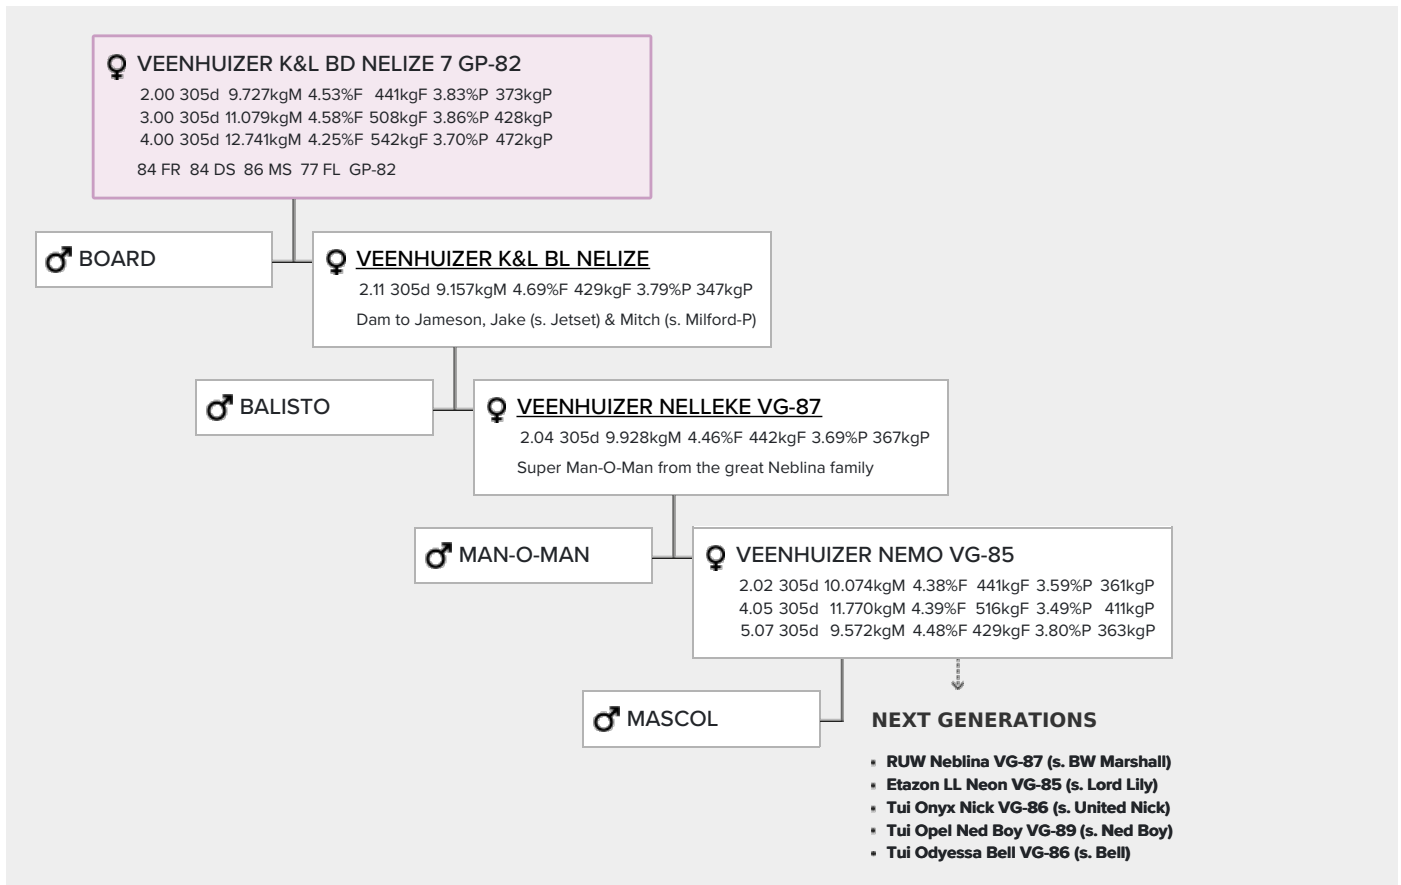 VEENHUIZER K&L BD NELIZE 7 GP-82
2.00 305d 9.727kgM 4.53%F 441kgF 3.83%P 373kgP
3.00 305d 11.079kgM 4.58%F 508kgF 3.86%P 428kgP
4.00 305d 12.741kgM 4.25%F 542kgF 3.70%P 472kgP
84 FR 84 DS 86 MS 77 FL GP-82
BOARD
VEENHUIZER K&L BL NELIZE
2.11 305d 9.157kgM 4.69%F 429kgF 3.79%P 347kgP
Dam to Jameson, Jake (s. Jetset) & Mitch (s. Milford-P)
BALISTO
VEENHUIZER NELLEKE VG-87
2.04 305d 9.928kgM 4.46%F 442kgF 3.69%P 367kgP
Super Man-O-Man from the great Neblina family
MAN-O-MAN
VEENHUIZER NEMO VG-85
2.02 305d 10.074kgM 4.38%F 441kgF 3.59%P 361kgP
4.05 305d 11.770kgM 4.39%F 516kgF 3.49%P 411kgP
5.07 305d 9.572kgM 4.48%F 429kgF 3.80%P 363kgP
MASCOL
NEXT GENERATIONS
▪ RUW Neblina VG-87 (s. BW Marshall)
▪ Etazon LL Neon VG-85 (s. Lord Lily)
▪ Tui Onyx Nick VG-86 (s. United Nick)
▪ Tui Opel Ned Boy VG-89 (s. Ned Boy)
▪ Tui Odyessa Bell VG-86 (s. Bell)